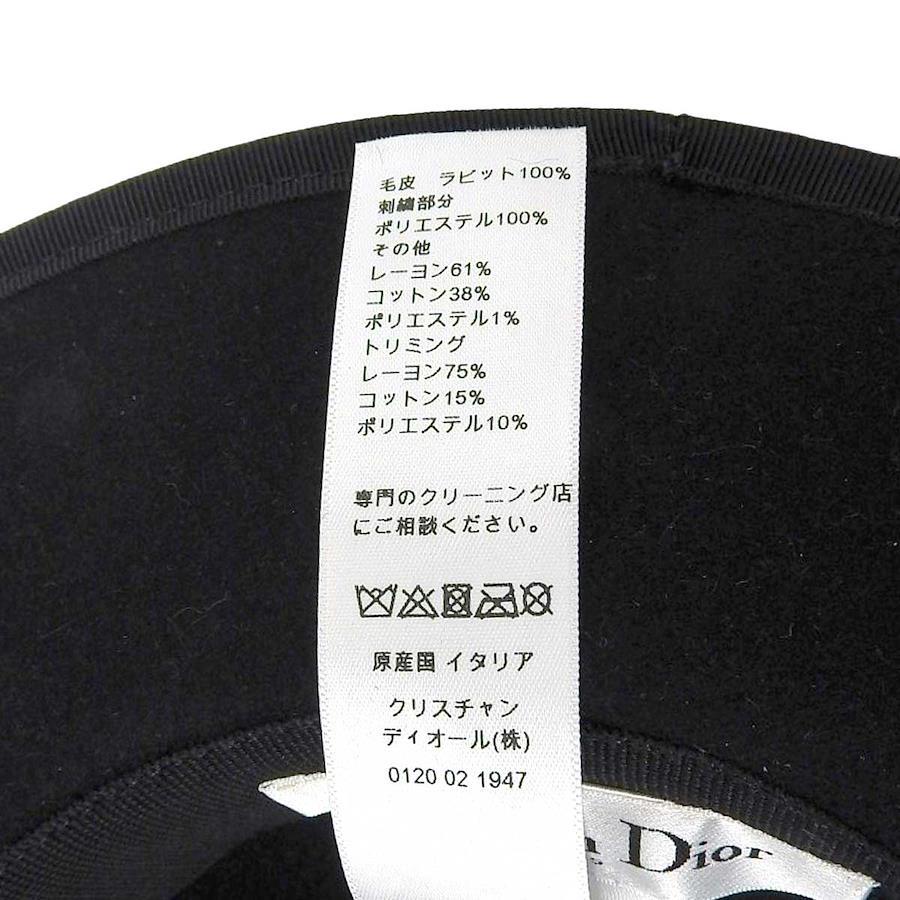 毛皮 ラビット100%
刺繍部分
ポリエステル100%
その他
レーヨン61%
コットン38%
ポリエステル1%
トリミング
レーヨン75%
コットン15%
ポリエステル10%
専門のクリーニング店
にご相談ください。
原産国 イタリア
クリスチャン
ディオール(株)
0120 02 1947
Dior